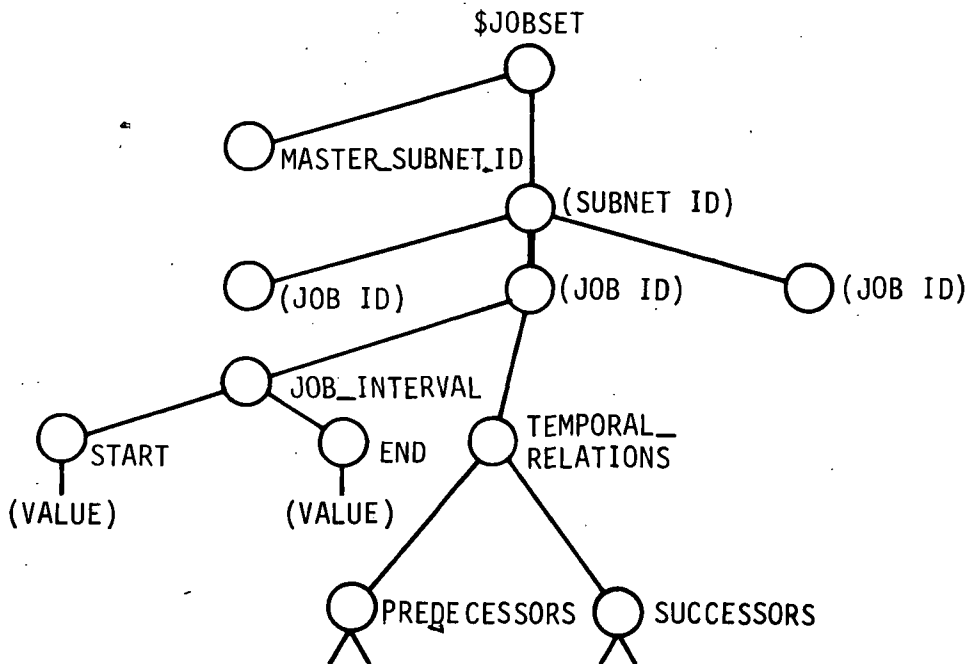 $JOBSET
MASTER_SUBNET_ID
(SUBNET ID)
(JOB ID)
(JOB ID)
(JOB ID)
JOB_INTERVAL
START
END
TEMPORAL_
RELATIONS
(VALUE)
(VALUE)
PREDECESSORS
SUCCESSORS